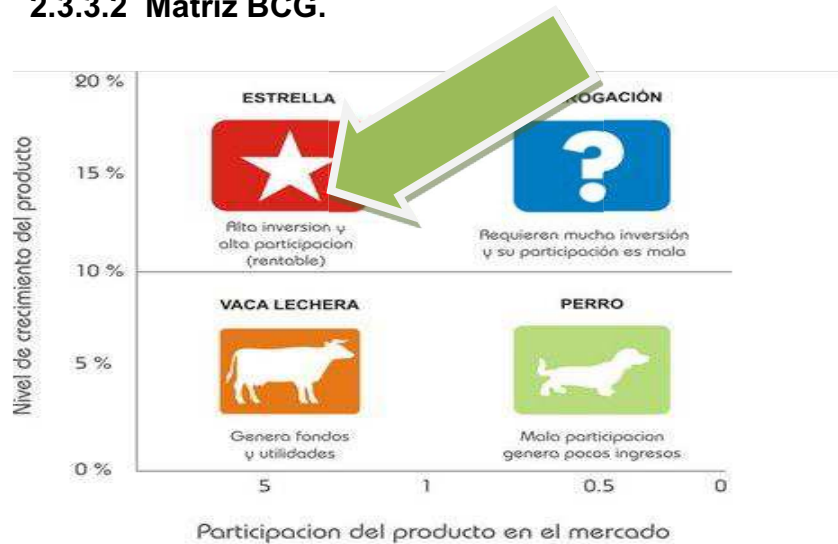 2.3.3.2 Matriz BCG.
20 %
ESTRELLA
ROGACIÓN
15 %
?
Alta inversion y
alta participacion
(rentable)
Requieren mucha inversión
y su participación es mala
10 %
VACA LECHERA
PERRO
5 %
Genera fondos
y utilidades
Mala participacion
genera pocos ingresos
0 %
5
1
0.5
0
Nivel de crecimiento del producto
Participacion del producto en el mercado